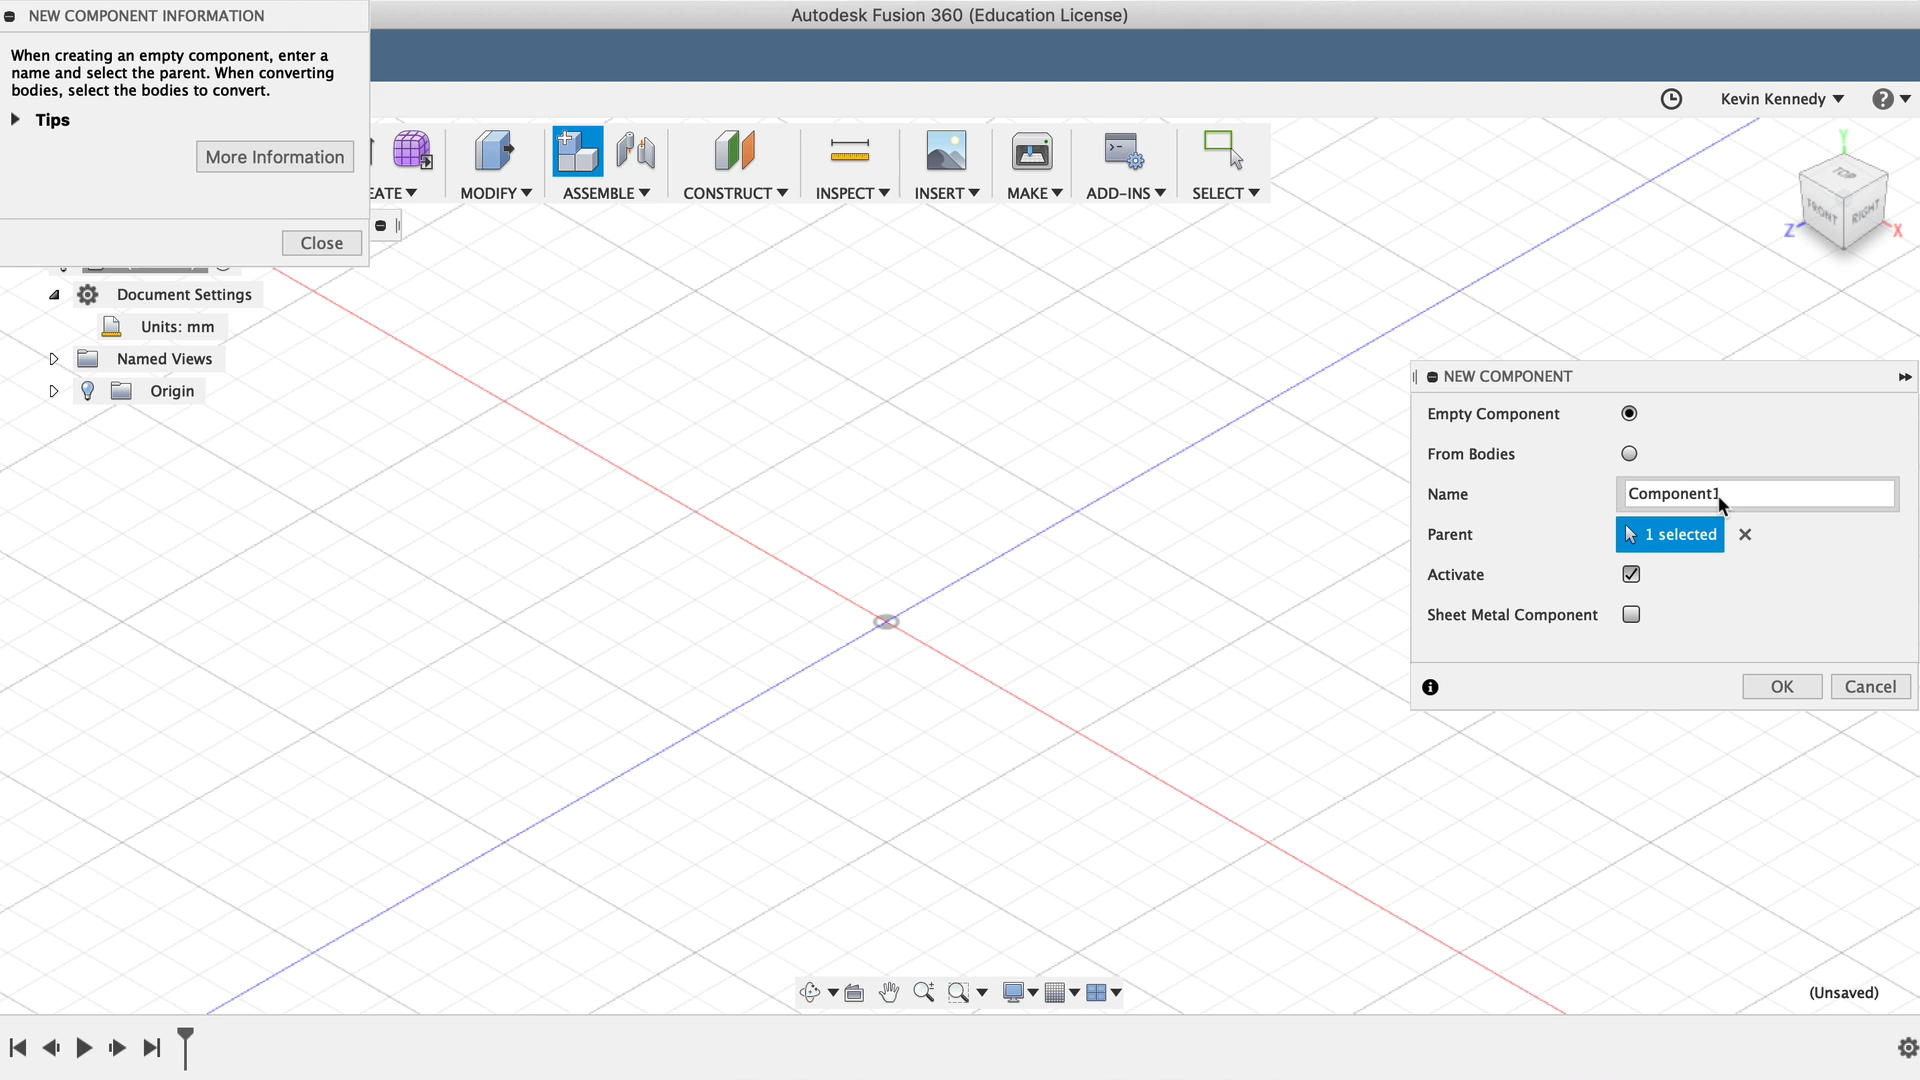 NEW COMPONENT INFORMATION
Autodesk Fusion 360 (Education License)
When creating an empty component, enter a
name and select the parent. When converting
bodies, select the bodies to convert.
Tips
More Information
Close
Kevin Kennedy
?
EATE
MODIFY
ASSEMBLE
CONSTRUCT
INSPECT
INSERT
MAKE
ADD-INS
SELECT
Y
TOP
FRONT
RIGHT
Z
X
Document Settings
Units: mm
Named Views
Origin
NEW COMPONENT
Empty Component
From Bodies
Name
Component1
Parent
1 selected
Activate
Sheet Metal Component
OK
Cancel
(Unsaved)